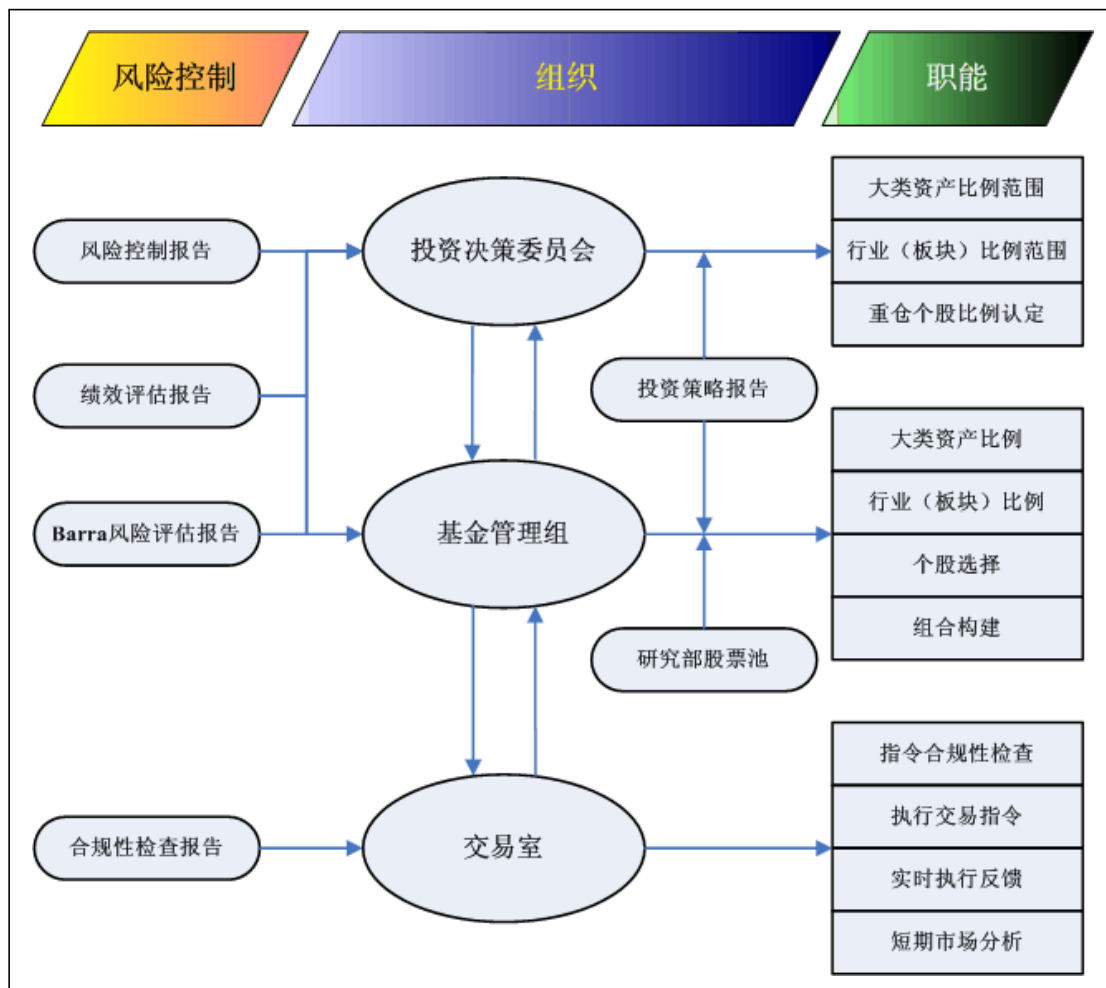 风险控制
组织
职能
风险控制报告
绩效评估报告
Barra风险评估报告
合规性检查报告
投资决策委员会
基金管理组
交易室
投资策略报告
研究部股票池
大类资产比例范围
行业（板块）比例范围
重仓个股比例认定
大类资产比例
行业（板块）比例
个股选择
组合构建
指令合规性检查
执行交易指令
实时执行反馈
短期市场分析